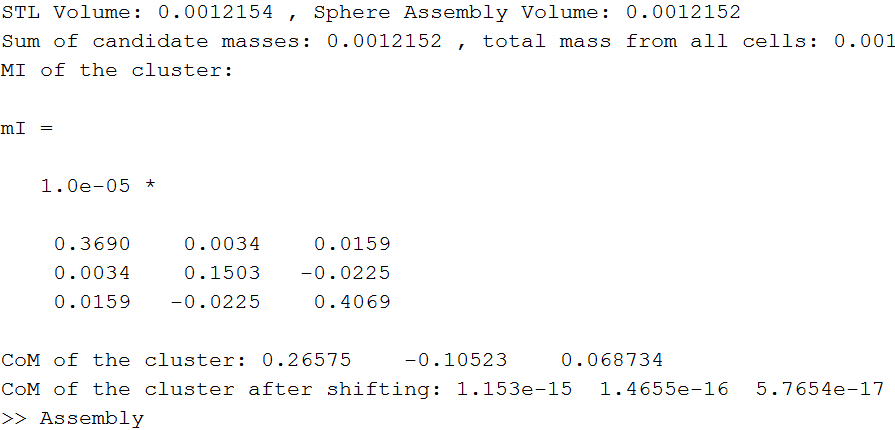 STL Volume: 0.0012154 , Sphere Assembly Volume: 0.0012152
Sum of candidate masses: 0.0012152 , total mass from all cells: 0.001
MI of the cluster:
mI =
1.0e-05 *
0.3690 0.0034 0.0159
0.0034 0.1503 -0.0225
0.0159 -0.0225 0.4069
CoM of the cluster: 0.26575 -0.10523 0.068734
CoM of the cluster after shifting: 1.153e-15 1.4655e-16 5.7654e-17
>> Assembly